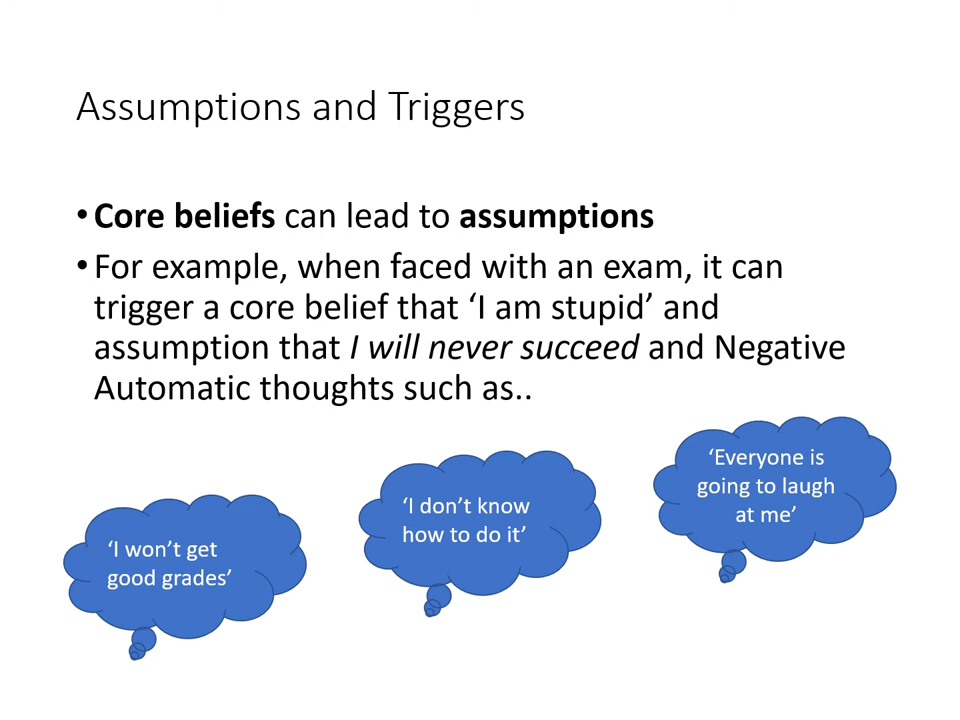 Assumptions and Triggers
•Core beliefs can lead to assumptions
•For example, when faced with an exam, it can
trigger a core belief that ‘I am stupid’ and
assumption that I will never succeed and Negative
Automatic thoughts such as..
‘I won’t get
good grades’
‘I don’t know
how to do it’
‘Everyone is
going to laugh
at me’